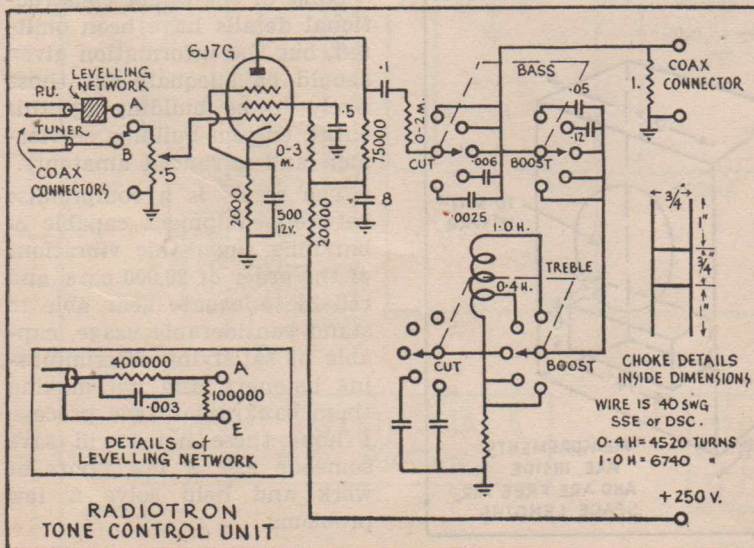 6J7G
LEVELLING
NETWORK
P.U.
A
TUNER
B
COAX
CONNECTORS
.5
2000
500
12V.
0-3
M.
20000
.5
75000
8
.1
0-2 M.
BASS
.05
.12
CUT
.006
BOOST
.0025
1.0 H.
0.4 H.
TREBLE
CUT
BOOST
1.
COAX
CONNECTOR
3/4"
1"
3/4"
1"
CHOKE DETAILS
INSIDE DIMENSIONS
WIRE IS 40 SWG
SSE or DSC.
0.4H = 4520 TURNS
1.0H = 6740 "
+250 V.
400000
A
.003
100000
E
DETAILS of
LEVELLING NETWORK
RADIOTRON
TONE CONTROL UNIT